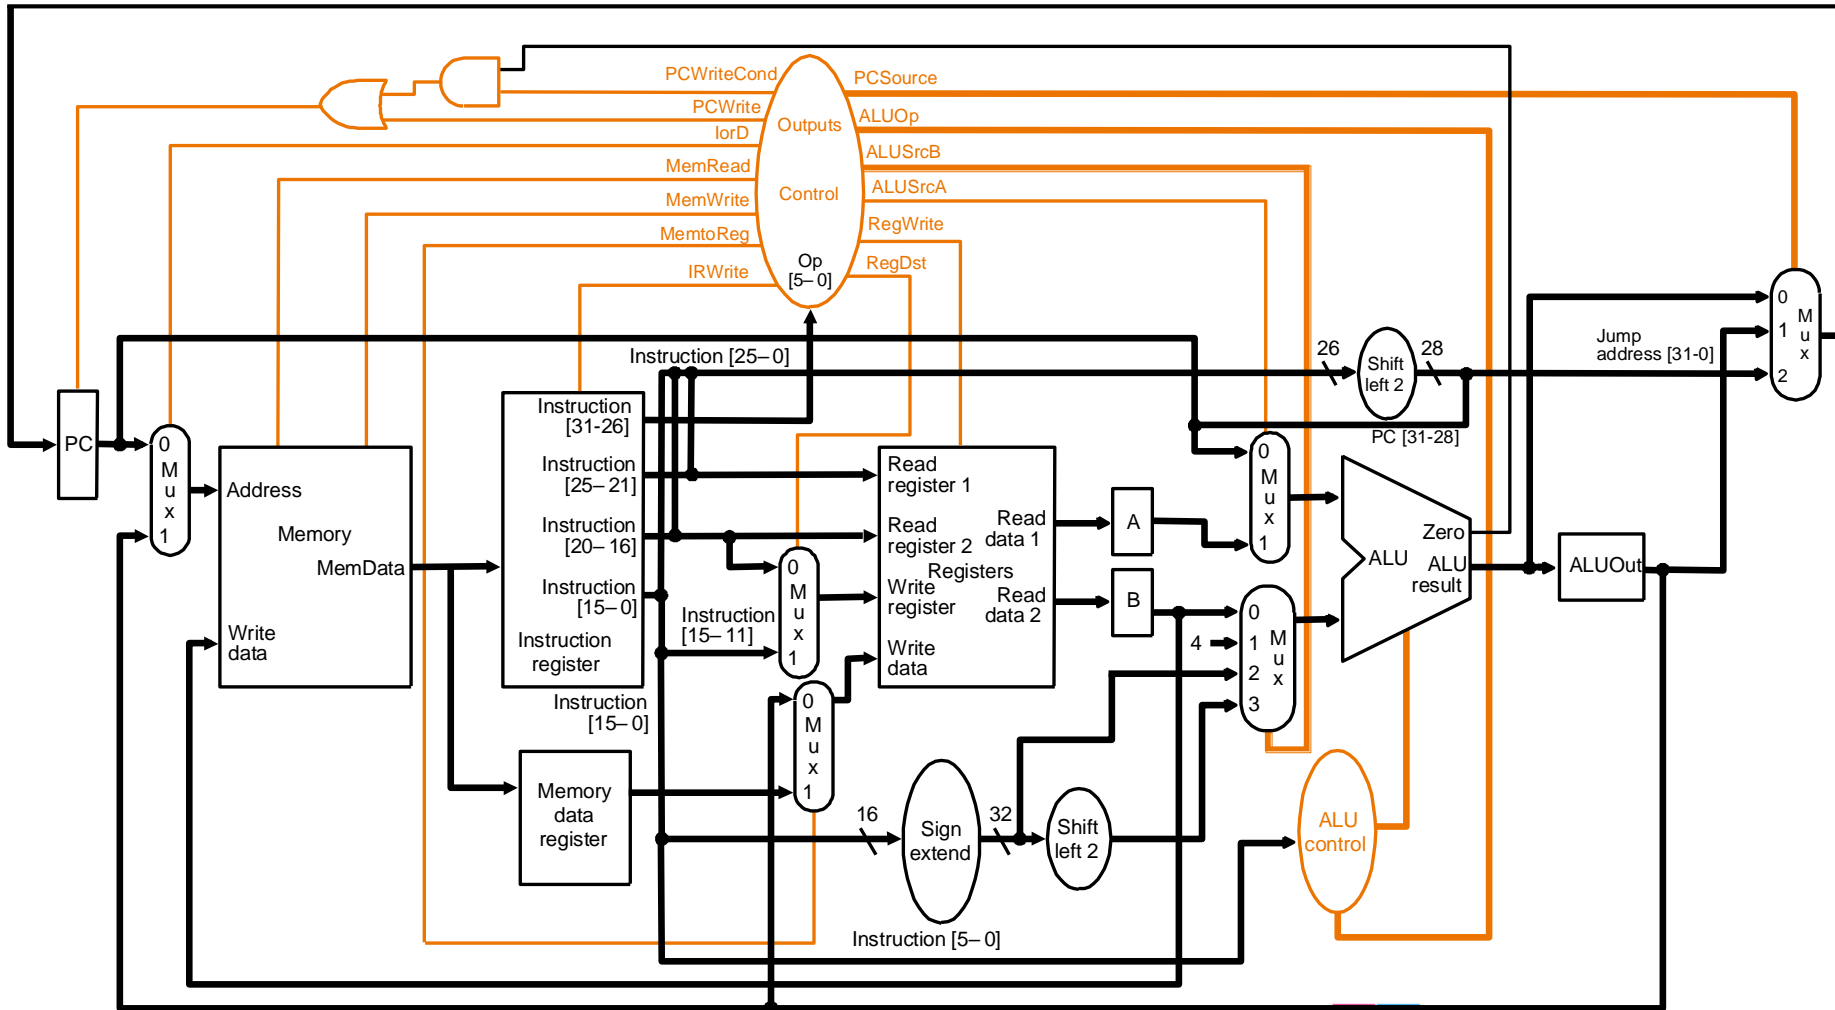 PCWriteCond
PCSource
PCWrite
ALUOp
IorD
Outputs
ALUSrcB
MemRead
ALUSrcA
MemWrite
Control
RegWrite
MemtoReg
RegDst
IRWrite
Op
[5–0]
Instruction [25–0]
26
Shift
left 2
28
Jump
address [31-0]
0
1
2
M
u
x
PC [31-28]
PC
0
M
u
x
1
Address
Memory
MemData
Write
data
Instruction
[31-26]
Instruction
[25–21]
Instruction
[20–16]
Instruction
[15–0]
Instruction
register
Instruction
[15–11]
0
M
u
x
1
Read
register 1
Read
register 2
Registers
Write
register
Write
data
Read
data 1
Read
data 2
A
B
0
M
u
x
1
4
0
1
2
3
M
u
x
Zero
ALU
ALU
result
ALUOut
Instruction
[15–0]
0
M
u
x
1
Memory
data
register
16
Sign
extend
32
Shift
left 2
ALU
control
Instruction [5–0]